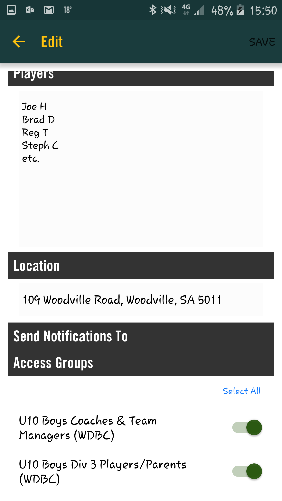 18°
4G
48%
15:50
Edit
SAVE
Players
Joe H
Brad D
Reg T
Steph C
etc.
Location
109 Woodville Road, Woodville, SA 5011
Send Notifications To
Access Groups
Select All
U10 Boys Coaches & Team
Managers (WDBC)
U10 Boys Div 3 Players/Parents
(WDBC)